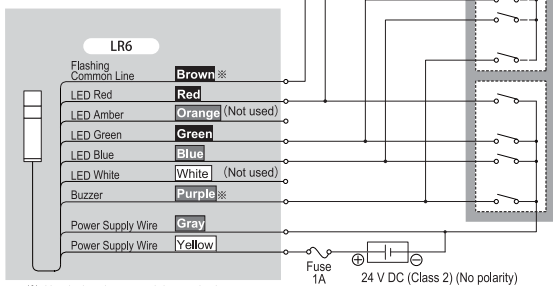 LR6
Flashing
Common Line Brown ※
LED Red Red
LED Amber Orange (Not used)
LED Green Green
LED Blue Blue
LED White White (Not used)
Buzzer Purple※
Power Supply Wire Gray
Power Supply Wire Yellow
Fuse
1A
24 V DC (Class 2) (No polarity)